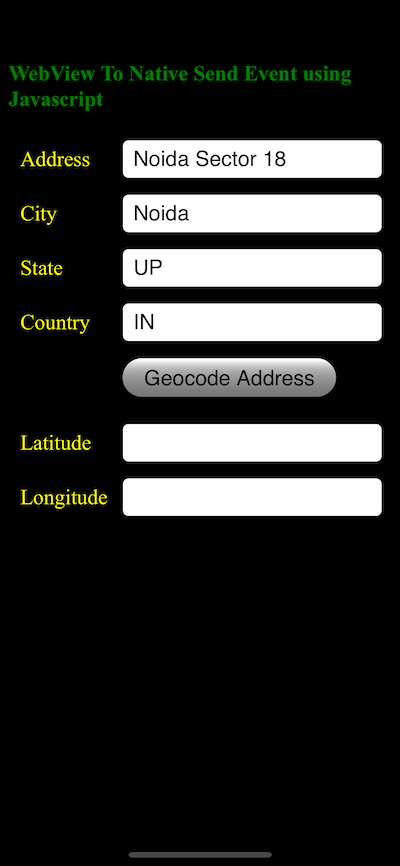 WebView To Native Send Event using
Javascript
Address Noida Sector 18
City Noida
State UP
Country IN
Geocode Address
Latitude
Longitude